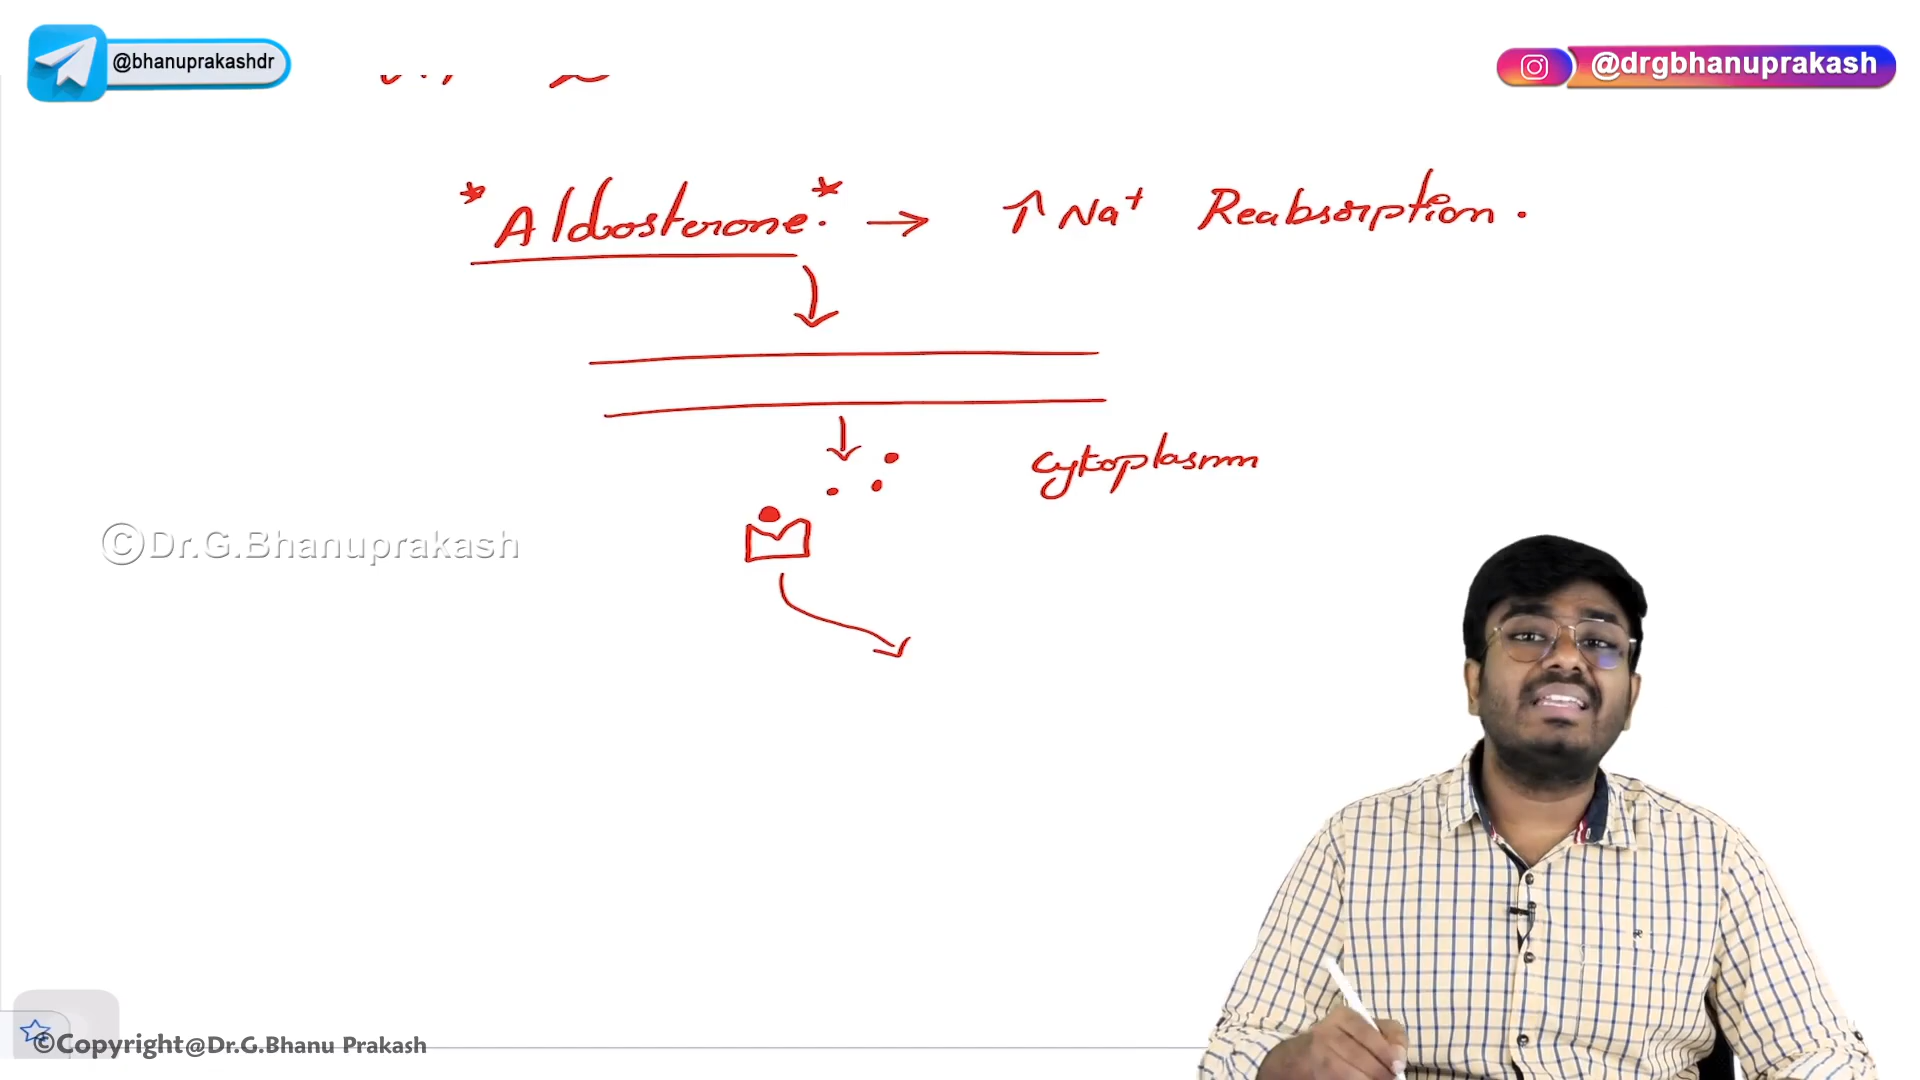 @bhanuprakashdr
@drgbhanuprakash
*Aldosterone.* → ↑ Na+ Reabsorption.
Cytoplasm
©Dr.G.Bhanuprakash
©Copyright@Dr.G.Bhanu Prakash